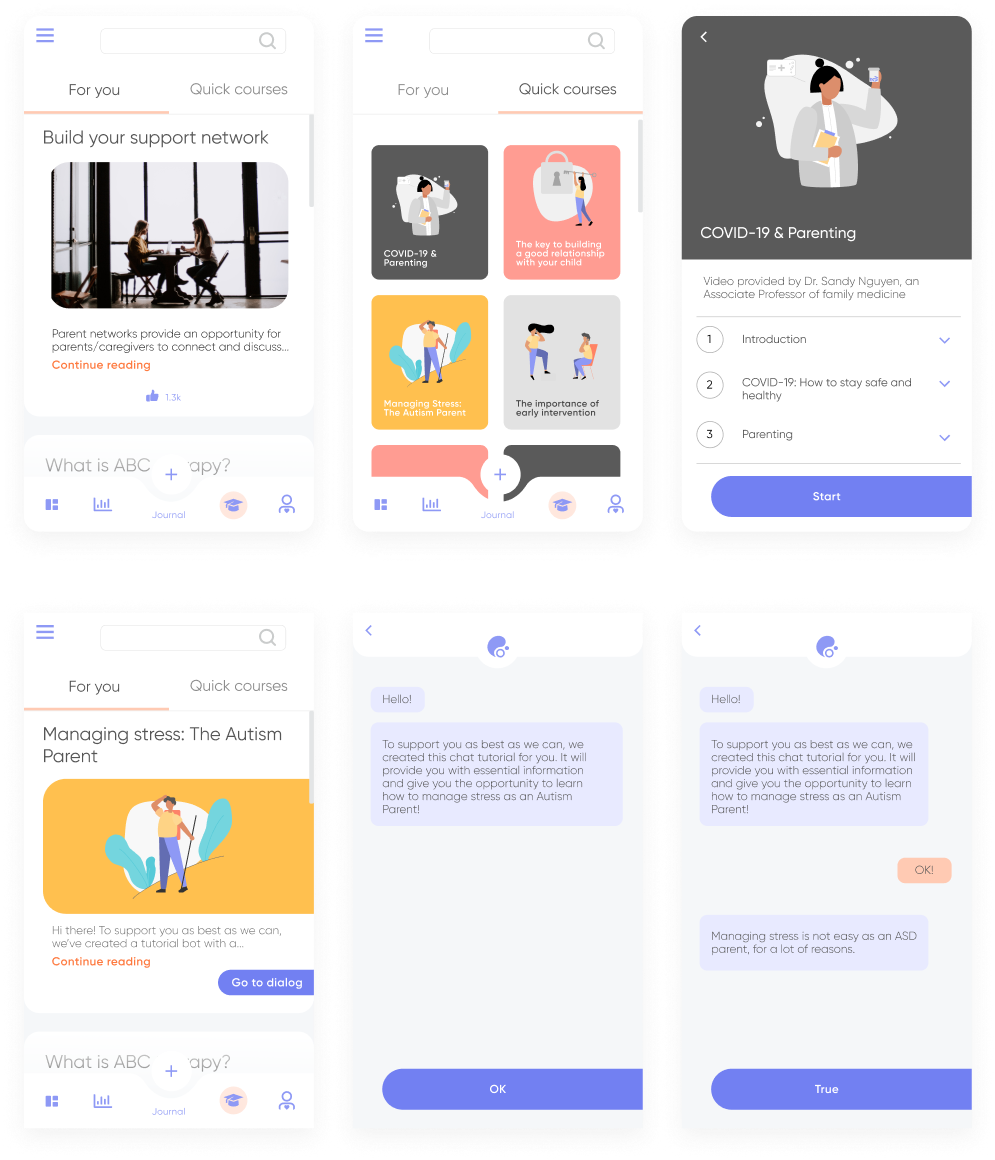 For you
Quick courses
Build your support network
Parent networks provide an opportunity for
parents/caregivers to connect and discuss...
Continue reading
1.3k
What is ABC apy?
+
Journal
For you
Quick courses
COVID-19 &
Parenting
The key to building
a good relationship
with your child
Managing Stress:
The Autism Parent
The importance of
early intervention
+
Journal
COVID-19 & Parenting
Video provided by Dr. Sandy Nguyen, an
Associate Professor of family medicine
1 Introduction
2 COVID-19: How to stay safe and
healthy
3 Parenting
Start
For you
Quick courses
Managing stress: The Autism
Parent
Hi there! To support you as best as we can,
we've created a tutorial bot with a...
Continue reading
Go to dialog
What is ABC apy?
+
Journal
Hello!
To support you as best as we can, we
created this chat tutorial for you. It will
provide you with essential information
and give you the opportunity to learn
how to manage stress as an Autism
Parent!
OK
Hello!
To support you as best as we can, we
created this chat tutorial for you. It will
provide you with essential information
and give you the opportunity to learn
how to manage stress as an Autism
Parent!
OK!
Managing stress is not easy as an ASD
parent, for a lot of reasons.
True